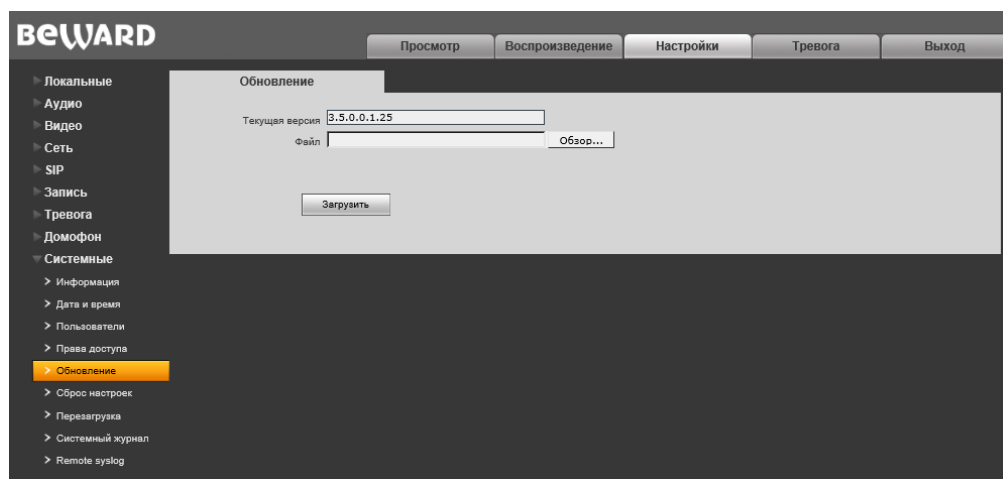 BEWARD
Просмотр Воспроизведение Настройки Тревога Выход
Локальные
Аудио
Видео
Сеть
SIP
Запись
Тревога
Домофон
Системные
Информация
Дата и время
Пользователи
Права доступа
Обновление
Сброс настроек
Перезагрузка
Системный журнал
Remote syslog
Обновление
Текущая версия 3.5.0.0.1.25
Файл Обзор...
Загрузить